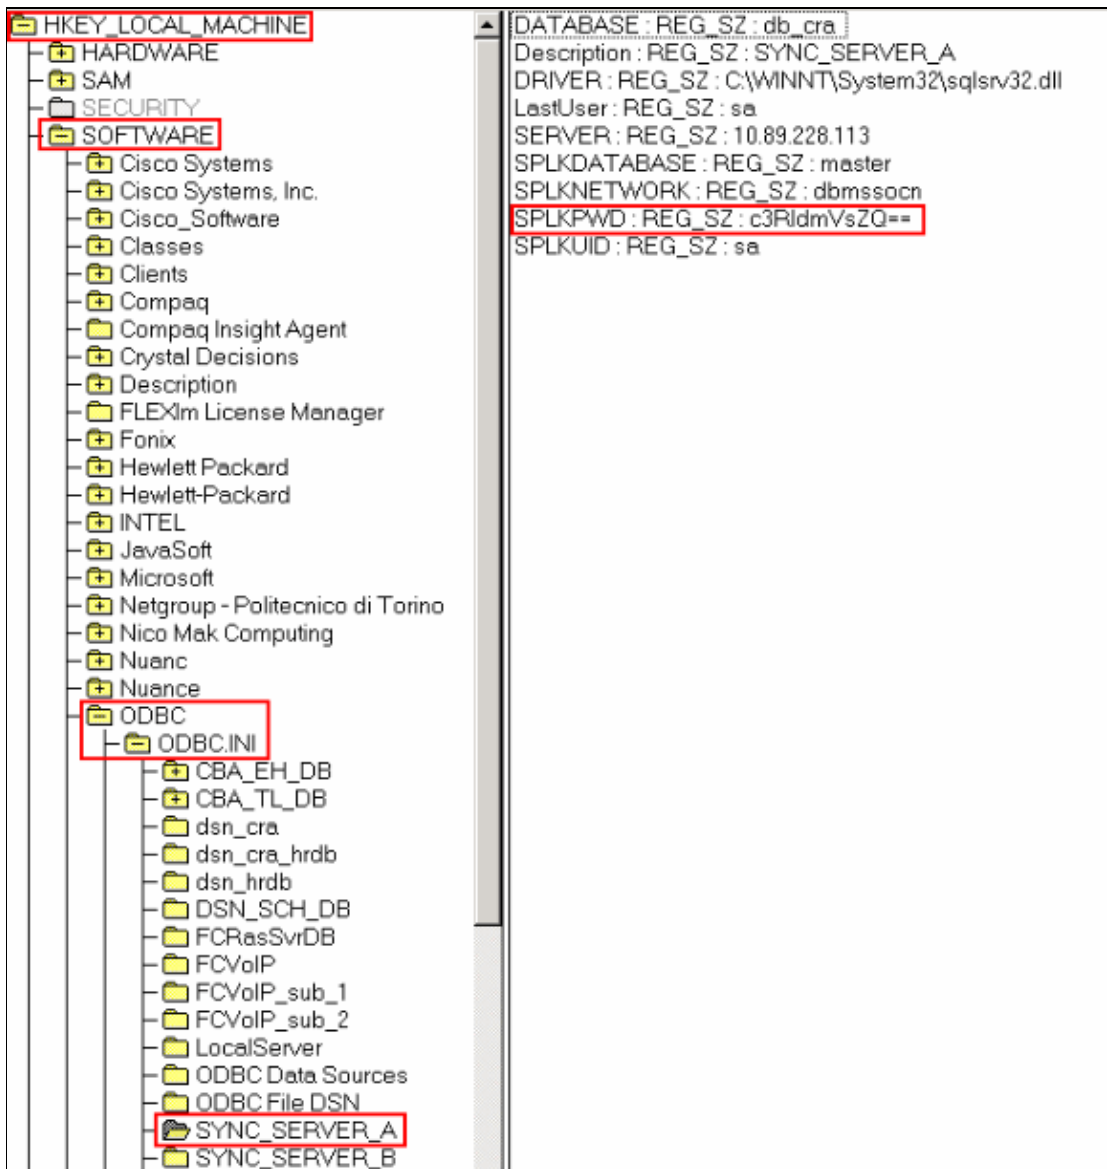 HKEY_LOCAL_MACHINE
HARDWARE
SAM
SECURITY
SOFTWARE
Cisco Systems
Cisco Systems, Inc.
Cisco_Software
Classes
Clients
Compaq
Compaq Insight Agent
Crystal Decisions
Description
FLEXlm License Manager
Fonix
Hewlett Packard
Hewlett-Packard
INTEL
JavaSoft
Microsoft
Netgroup - Politecnico di Torino
Nico Mak Computing
Nuanc
Nuance
ODBC
ODBC.INI
CBA_EH_DB
CBA_TL_DB
dsn_cra
dsn_cra_hrdb
dsn_hrdb
DSN_SCH_DB
FCRasSvrDB
FCVoIP
FCVoIP_sub_1
FCVoIP_sub_2
LocalServer
ODBC Data Sources
ODBC File DSN
SYNC_SERVER_A
SYNC_SERVER_B
DATABASE : REG_SZ : db_cra
Description : REG_SZ : SYNC_SERVER_A
DRIVER : REG_SZ : C:\WINNT\System32\sqlsrv32.dll
LastUser : REG_SZ : sa
SERVER : REG_SZ : 10.89.228.113
SPLKDATABASE : REG_SZ : master
SPLKNETWORK : REG_SZ : dbmssocn
SPLKPWD : REG_SZ : c3RldmVsZQ==
SPLKUID : REG_SZ : sa